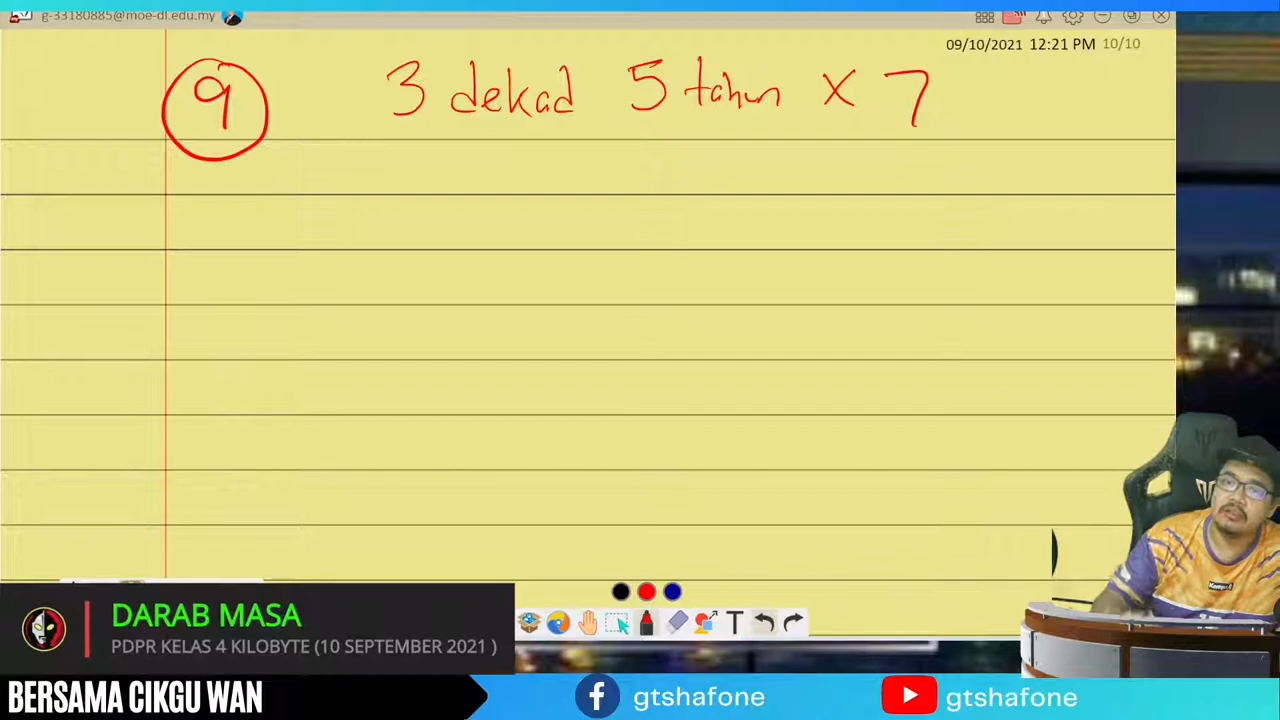 g-33180885@moe-dl.edu.my
09/10/2021 12:21 PM 10/10
9 3 dekad 5 tahun × 7
T
DARAB MASA
PDPR KELAS 4 KILOBYTE (10 SEPTEMBER 2021 )
BERSAMA CIKGU WAN
gtshafone
gtshafone